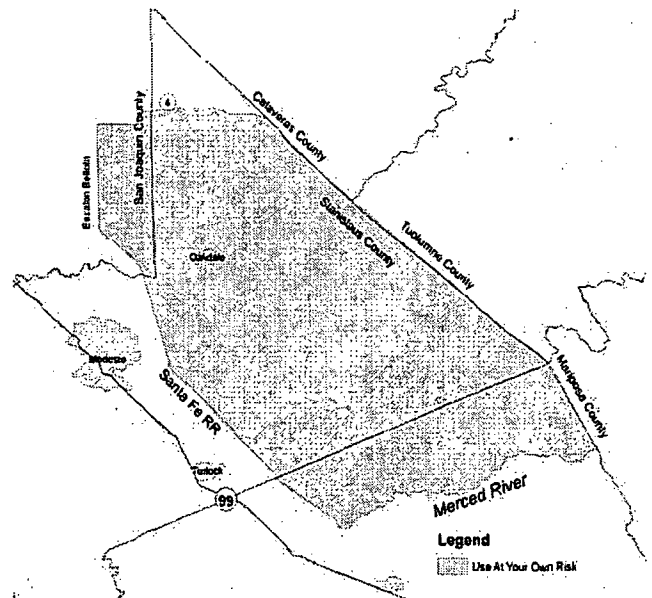 4
Calaveras County
San Joaquin County
Escalon Bellota
Stanislaus County
Tuolumne County
Oakdale
Modesto
Mariposa County
Santa Fe RR
Turlock
99
Merced River
Legend
Use At Your Own Risk